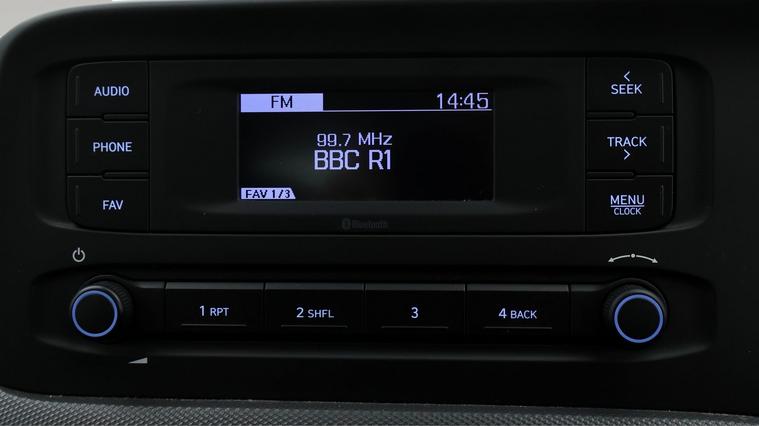 AUDIO
PHONE
FAV
FM 14:45
99.7 MHz
BBC R1
FAV 1/3
Bluetooth
< SEEK
TRACK >
MENU
CLOCK
1 RPT
2 SHFL
3
4 BACK